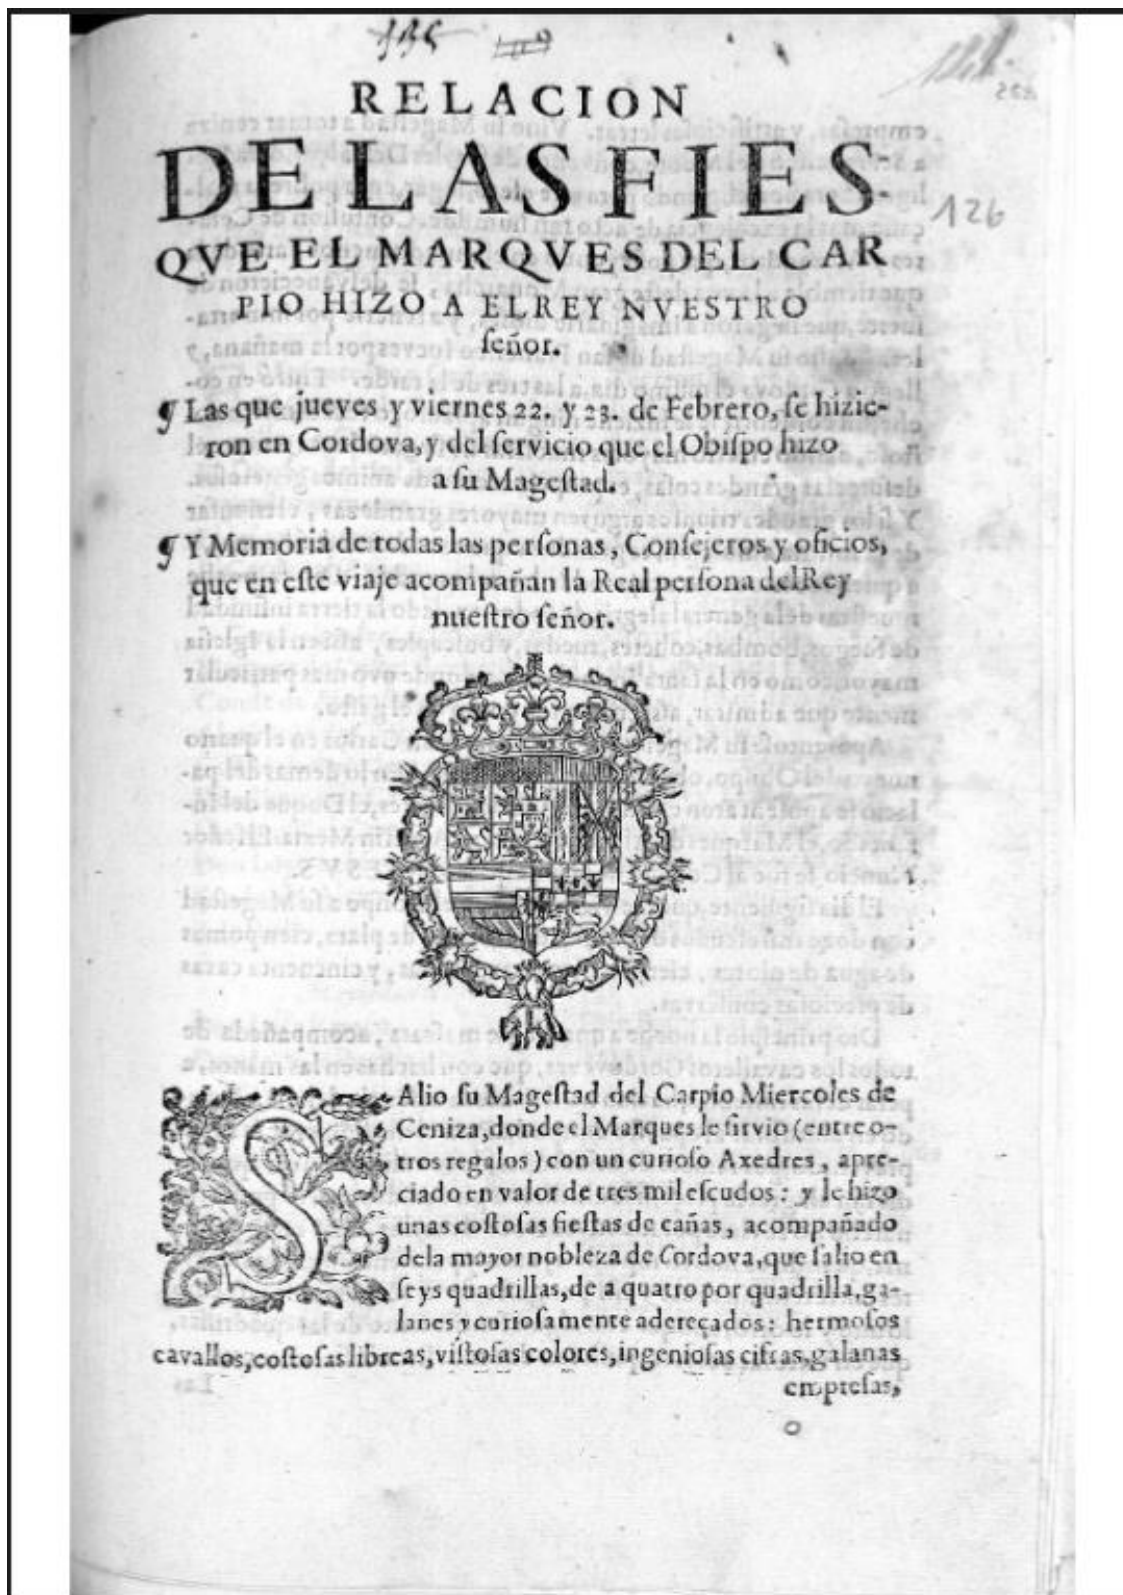 135
RELACION
DE LAS FIES-
126
QVE EL MARQVES DEL CAR
PIO HIZO A EL REY NVESTRO
ſeñor.
¶ Las que jueves y viernes 22. y 23. de Febrero, ſe hizie-
ron en Cordova, y del ſervicio que el Obiſpo hizo
a ſu Mageſtad.
¶ Y Memoria de todas las perſonas, Conſejeros y oficios,
que en eſte viaje acompañan la Real perſona del Rey
nueſtro ſeñor.
SAlio ſu Mageſtad del Carpio Miercoles de
Ceniza, donde el Marques le ſirvio (entre o-
tros regalos) con un curioſo Axedres, apre-
ciado en valor de tres mil eſcudos: y le hizo
unas coſtoſas fieſtas de cañas, acompañado
dela mayor nobleza de Cordova, que ſalio en
ſeys quadrillas, de a quatro por quadrilla, ga-
lanes y curioſamente adereçados: hermoſos
cavallos, coſtoſas libreas, viſtoſas colores, ingenioſas cifras, galanas
empreſas,